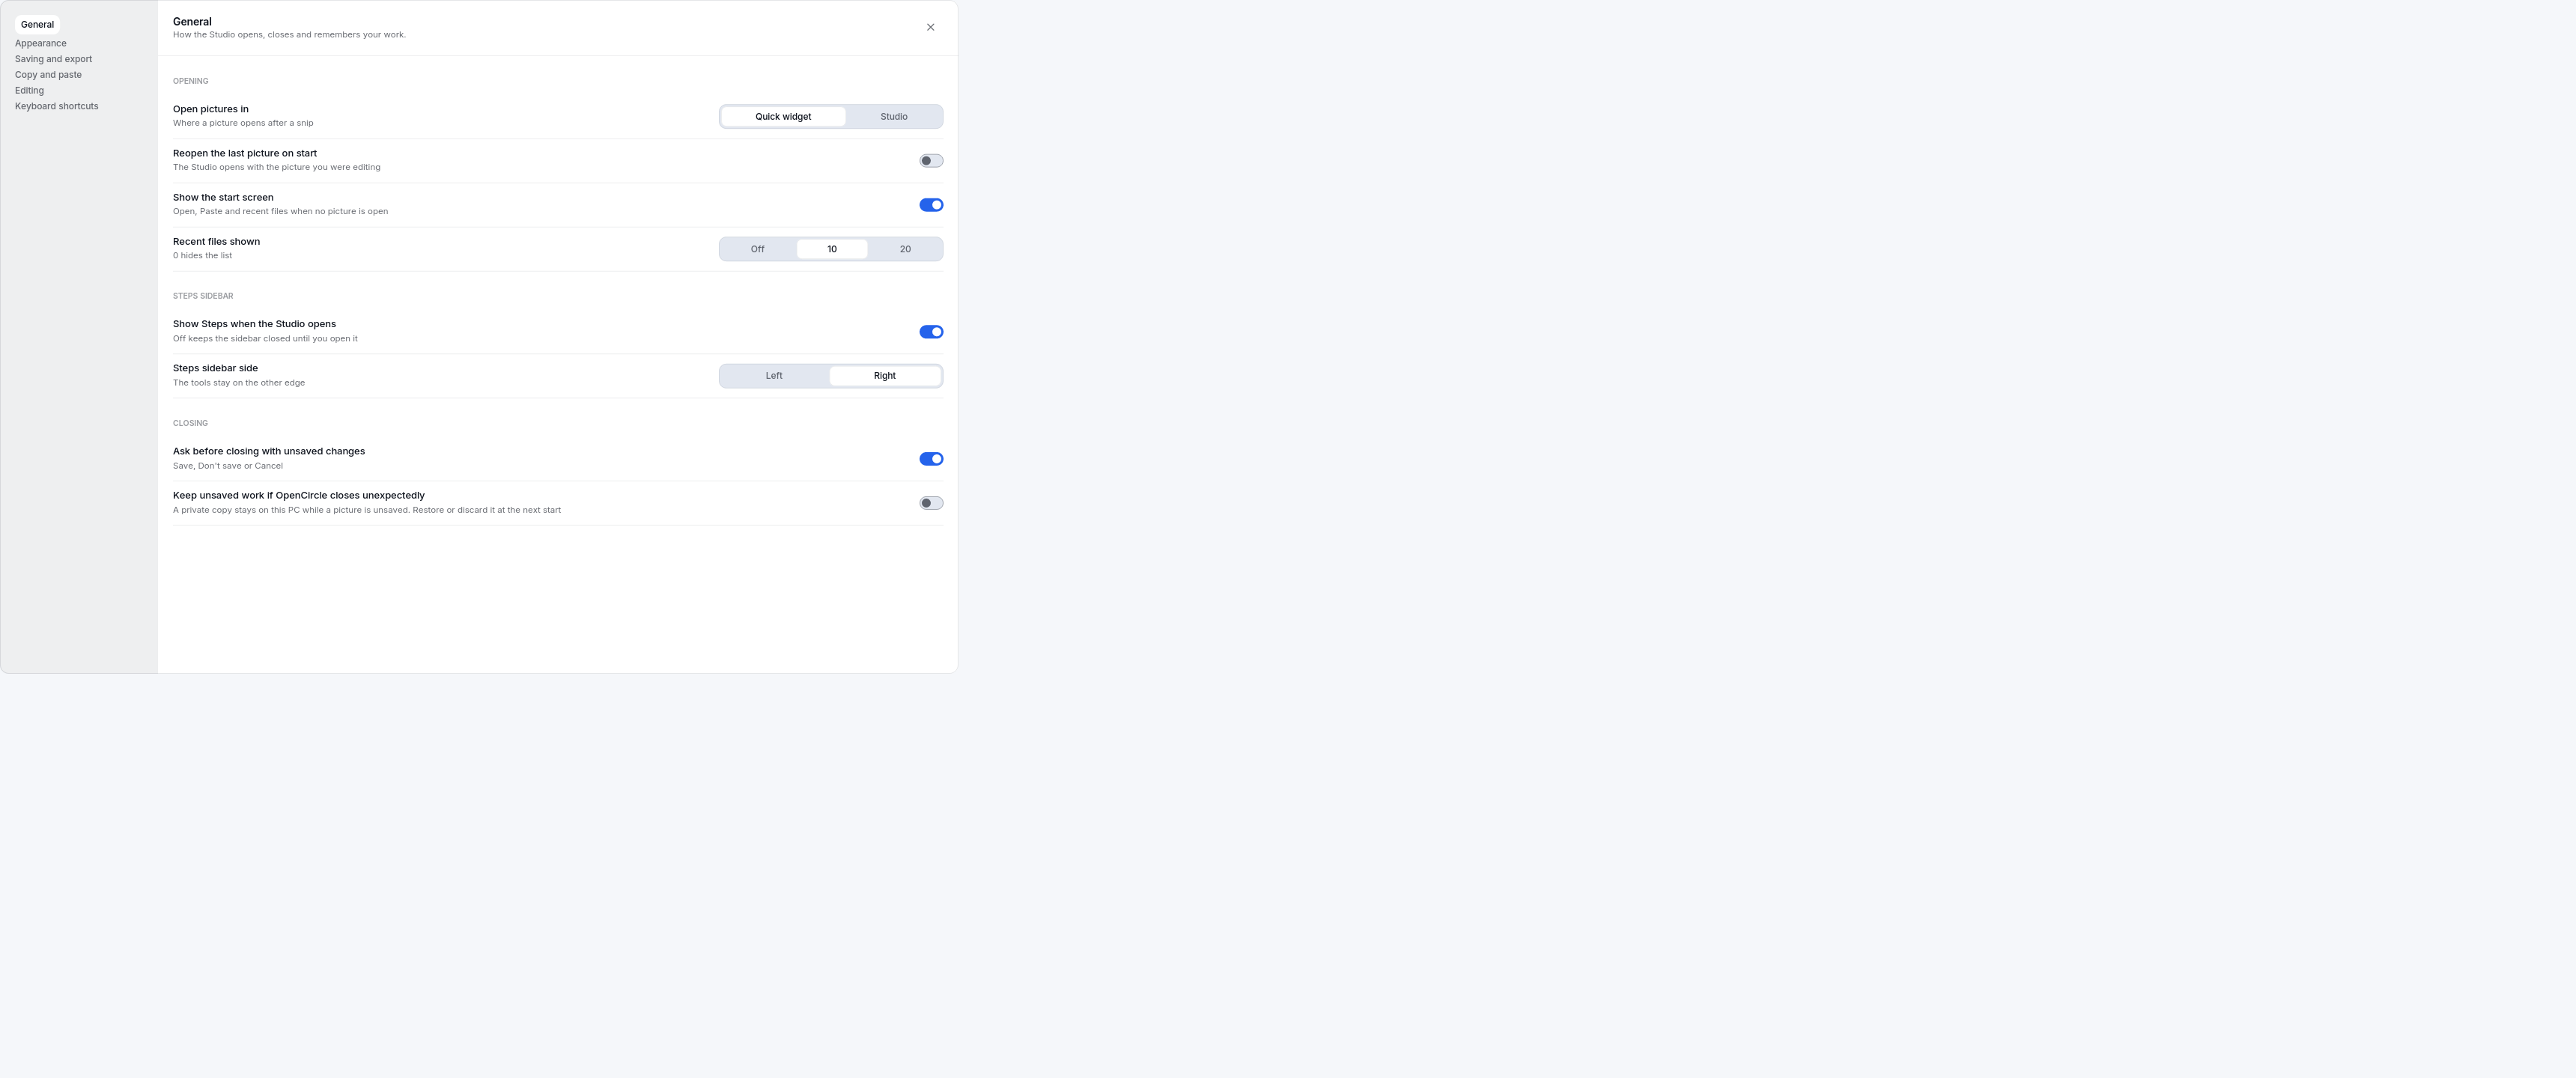 General
Appearance
Saving and export
Copy and paste
Editing
Keyboard shortcuts
General
How the Studio opens, closes and remembers your work.
OPENING
Open pictures in
Where a picture opens after a snip
Quick widget Studio
Reopen the last picture on start
The Studio opens with the picture you were editing
Show the start screen
Open, Paste and recent files when no picture is open
Recent files shown
0 hides the list
Off 10 20
STEPS SIDEBAR
Show Steps when the Studio opens
Off keeps the sidebar closed until you open it
Steps sidebar side
The tools stay on the other edge
Left Right
CLOSING
Ask before closing with unsaved changes
Save, Don't save or Cancel
Keep unsaved work if OpenCircle closes unexpectedly
A private copy stays on this PC while a picture is unsaved. Restore or discard it at the next start